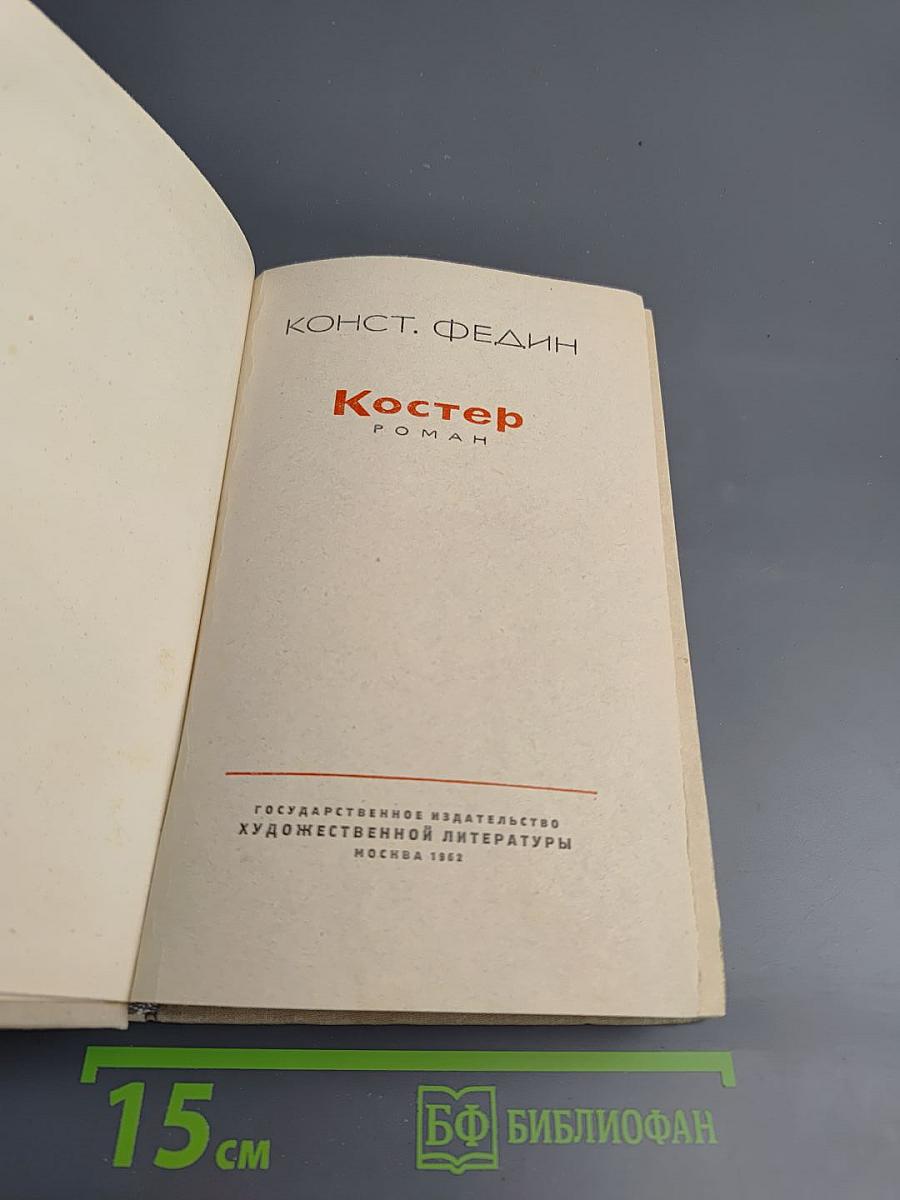 КОНСТ. ФЕДИН
Костер
РОМАН
ГОСУДАРСТВЕННОЕ ИЗДАТЕЛЬСТВО
ХУДОЖЕСТВЕННОЙ ЛИТЕРАТУРЫ
МОСКВА 1962
15 см
БФ БИБЛИОФАН